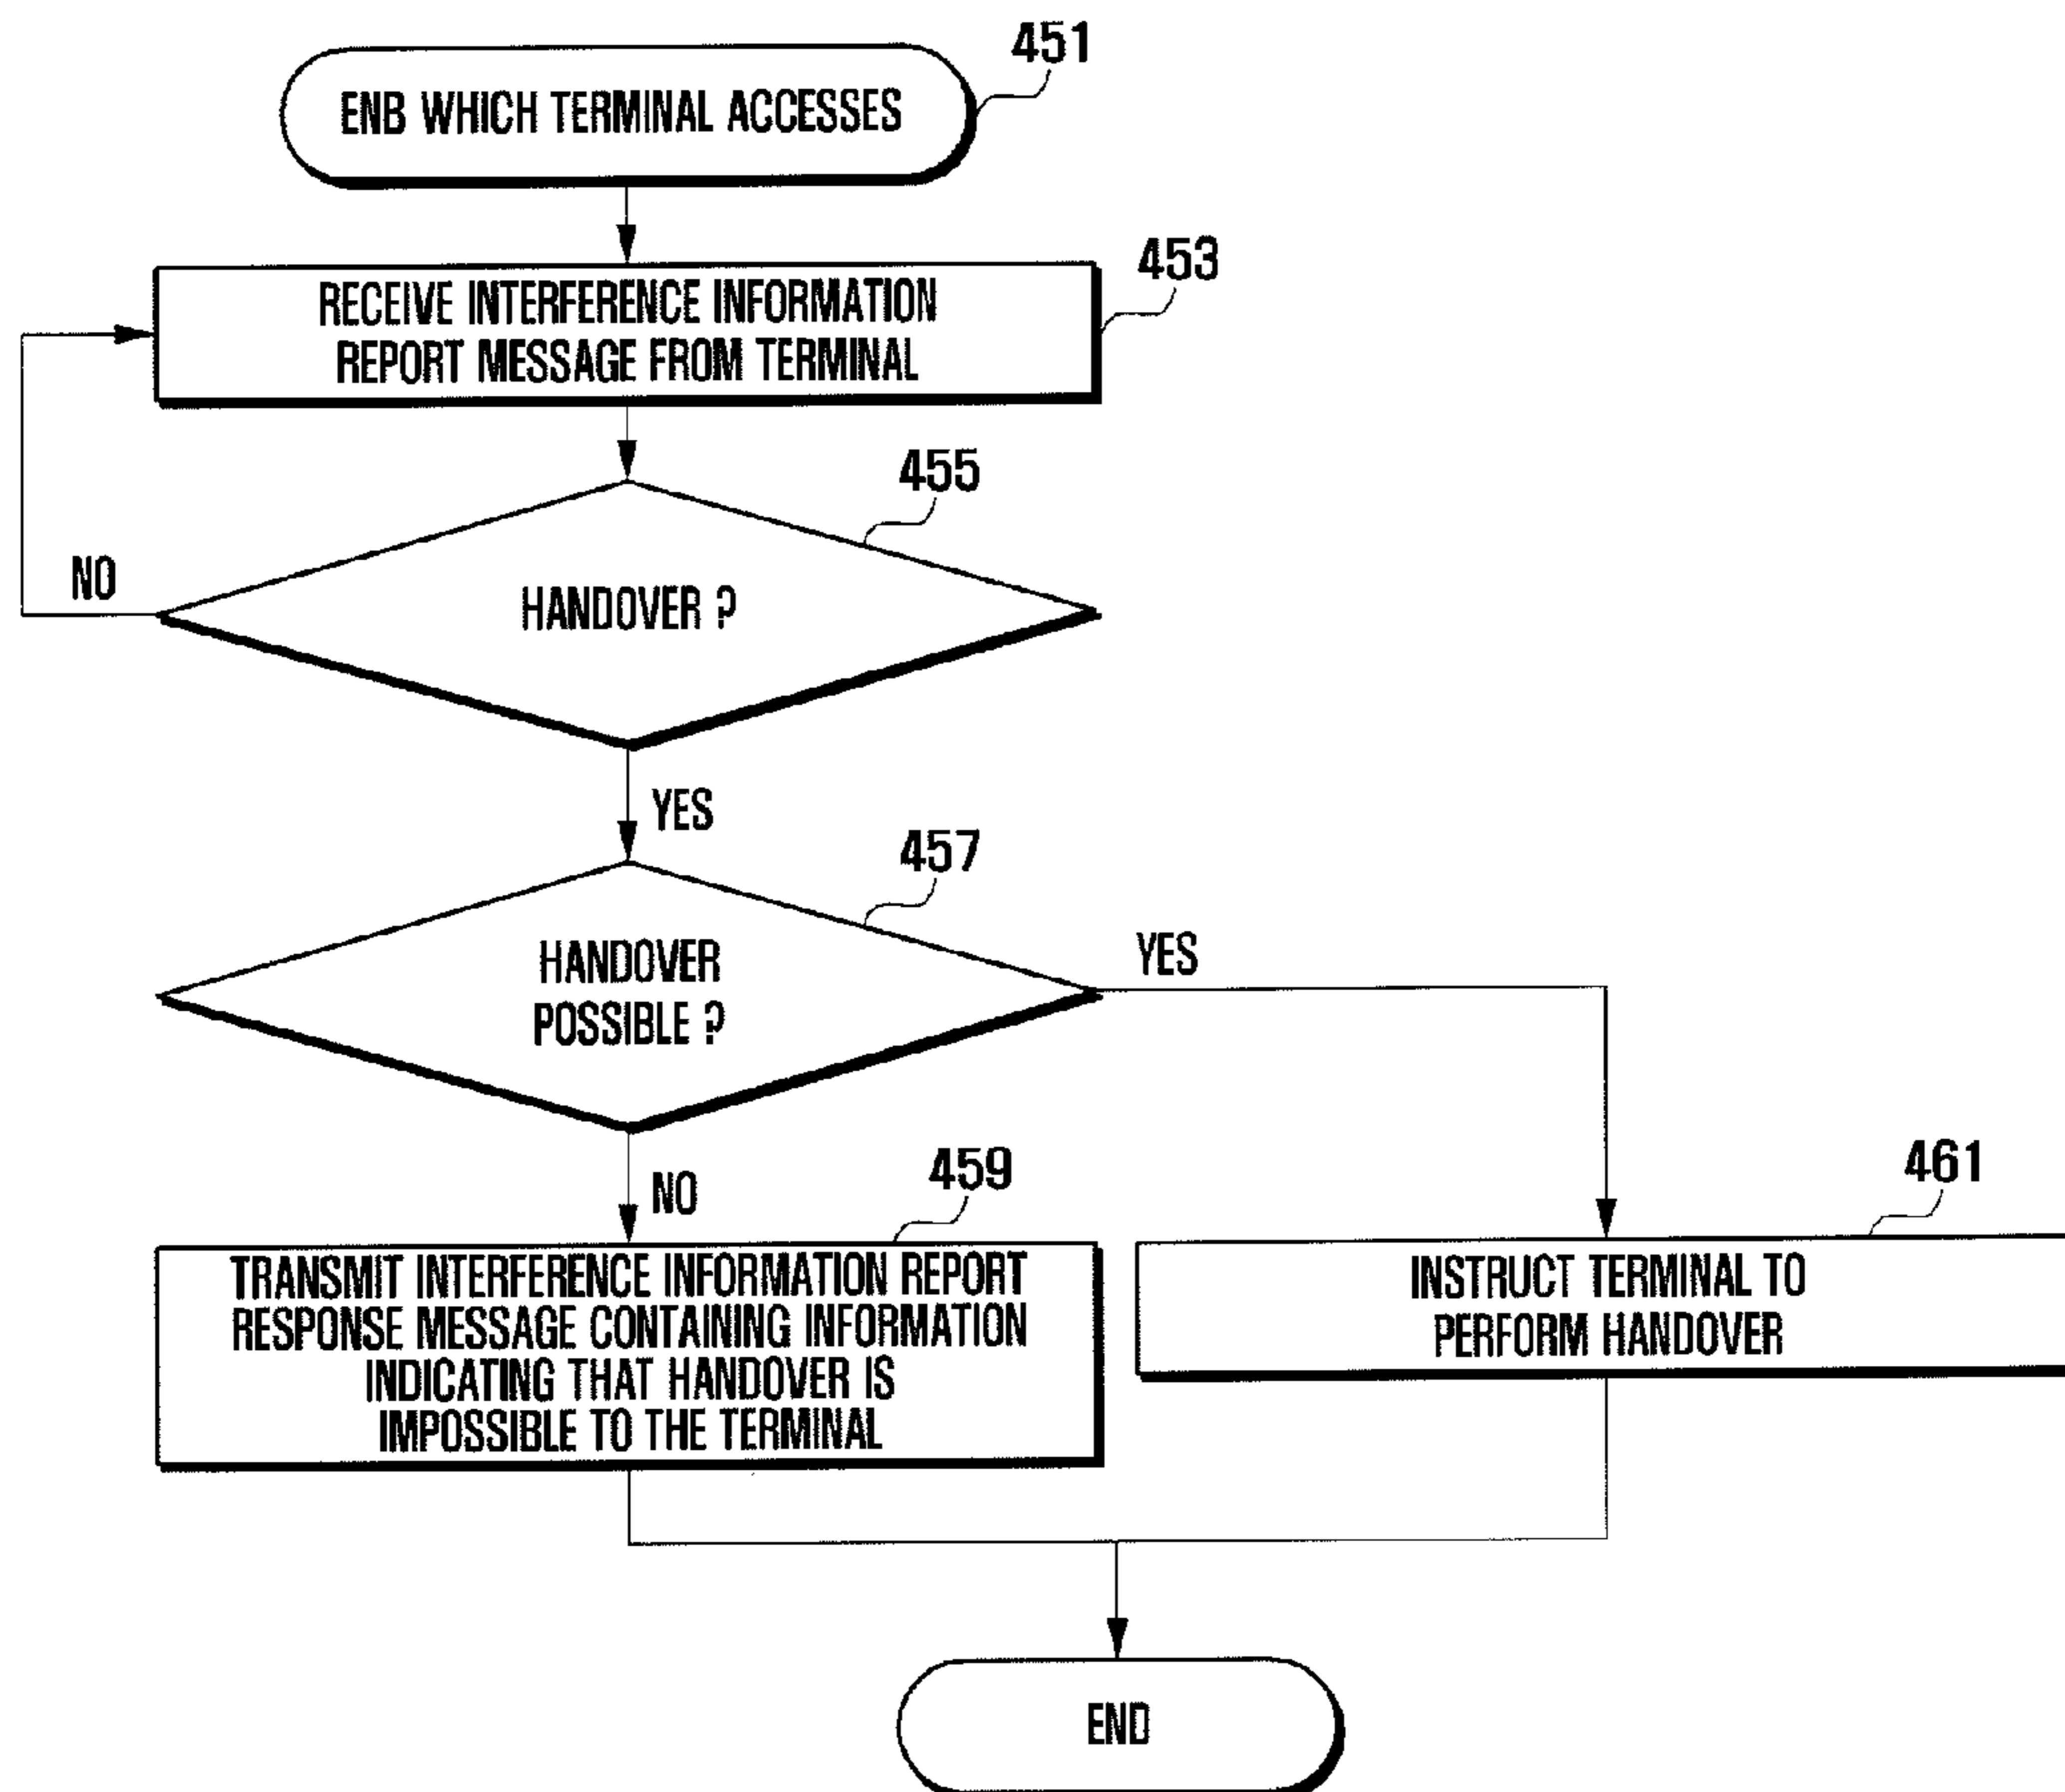 451
ENB WHICH TERMINAL ACCESSES
453
RECEIVE INTERFERENCE INFORMATION
REPORT MESSAGE FROM TERMINAL
455
NO
HANDOVER ?
YES
457
HANDOVER
POSSIBLE ?
YES
NO
459
461
TRANSMIT INTERFERENCE INFORMATION REPORT
RESPONSE MESSAGE CONTAINING INFORMATION
INDICATING THAT HANDOVER IS
IMPOSSIBLE TO THE TERMINAL
INSTRUCT TERMINAL TO
PERFORM HANDOVER
END